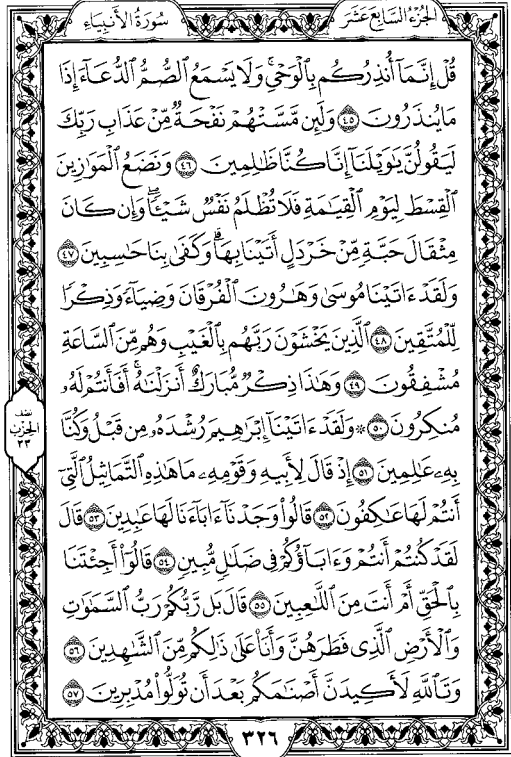 الجزء السابع عشر
سورة الأنبياء
قُلْ إِنَّمَآ أُنذِرُكُم بِٱلْوَحْيِۚ وَلَا يَسْمَعُ ٱلصُّمُّ ٱلدُّعَآءَ إِذَا
مَا يُنذَرُونَ ٤٥ وَلَئِن مَّسَّتْهُمْ نَفْحَةٌ مِّنْ عَذَابِ رَبِّكَ
لَيَقُولُنَّ يَٰوَيْلَنَآ إِنَّا كُنَّا ظَٰلِمِينَ ٤٦ وَنَضَعُ ٱلْمَوَٰزِينَ
ٱلْقِسْطَ لِيَوْمِ ٱلْقِيَٰمَةِ فَلَا تُظْلَمُ نَفْسٌ شَيْـًٔاۖ وَإِن كَانَ
مِثْقَالَ حَبَّةٍ مِّنْ خَرْدَلٍ أَتَيْنَا بِهَاۗ وَكَفَىٰ بِنَا حَٰسِبِينَ ٤٧
وَلَقَدْ ءَاتَيْنَا مُوسَىٰ وَهَٰرُونَ ٱلْفُرْقَانَ وَضِيَآءً وَذِكْرًا
لِّلْمُتَّقِينَ ٤٨ ٱلَّذِينَ يَخْشَوْنَ رَبَّهُم بِٱلْغَيْبِ وَهُم مِّنَ ٱلسَّاعَةِ
مُشْفِقُونَ ٤٩ وَهَٰذَا ذِكْرٌ مُّبَارَكٌ أَنزَلْنَٰهُۚ أَفَأَنتُمْ لَهُۥ
مُنكِرُونَ ٥٠ ۞ وَلَقَدْ ءَاتَيْنَآ إِبْرَٰهِيمَ رُشْدَهُۥ مِن قَبْلُ وَكُنَّا
بِهِۦ عَٰلِمِينَ ٥١ إِذْ قَالَ لِأَبِيهِ وَقَوْمِهِۦ مَا هَٰذِهِ ٱلتَّمَاثِيلُ ٱلَّتِىٓ
أَنتُمْ لَهَا عَٰكِفُونَ ٥٢ قَالُوا۟ وَجَدْنَآ ءَابَآءَنَا لَهَا عَٰبِدِينَ ٥٣ قَالَ
لَقَدْ كُنتُمْ أَنتُمْ وَءَابَآؤُكُمْ فِى ضَلَٰلٍ مُّبِينٍ ٥٤ قَالُوٓا۟ أَجِئْتَنَا
بِٱلْحَقِّ أَمْ أَنتَ مِنَ ٱللَّٰعِبِينَ ٥٥ قَالَ بَل رَّبُّكُمْ رَبُّ ٱلسَّمَٰوَٰتِ
وَٱلْأَرْضِ ٱلَّذِى فَطَرَهُنَّ وَأَنَا۠ عَلَىٰ ذَٰلِكُم مِّنَ ٱلشَّٰهِدِينَ ٥٦
وَتَٱللَّهِ لَأَكِيدَنَّ أَصْنَٰمَكُم بَعْدَ أَن تُوَلُّوا۟ مُدْبِرِينَ ٥٧
نصف
الحزب
٣٣
٣٢٦